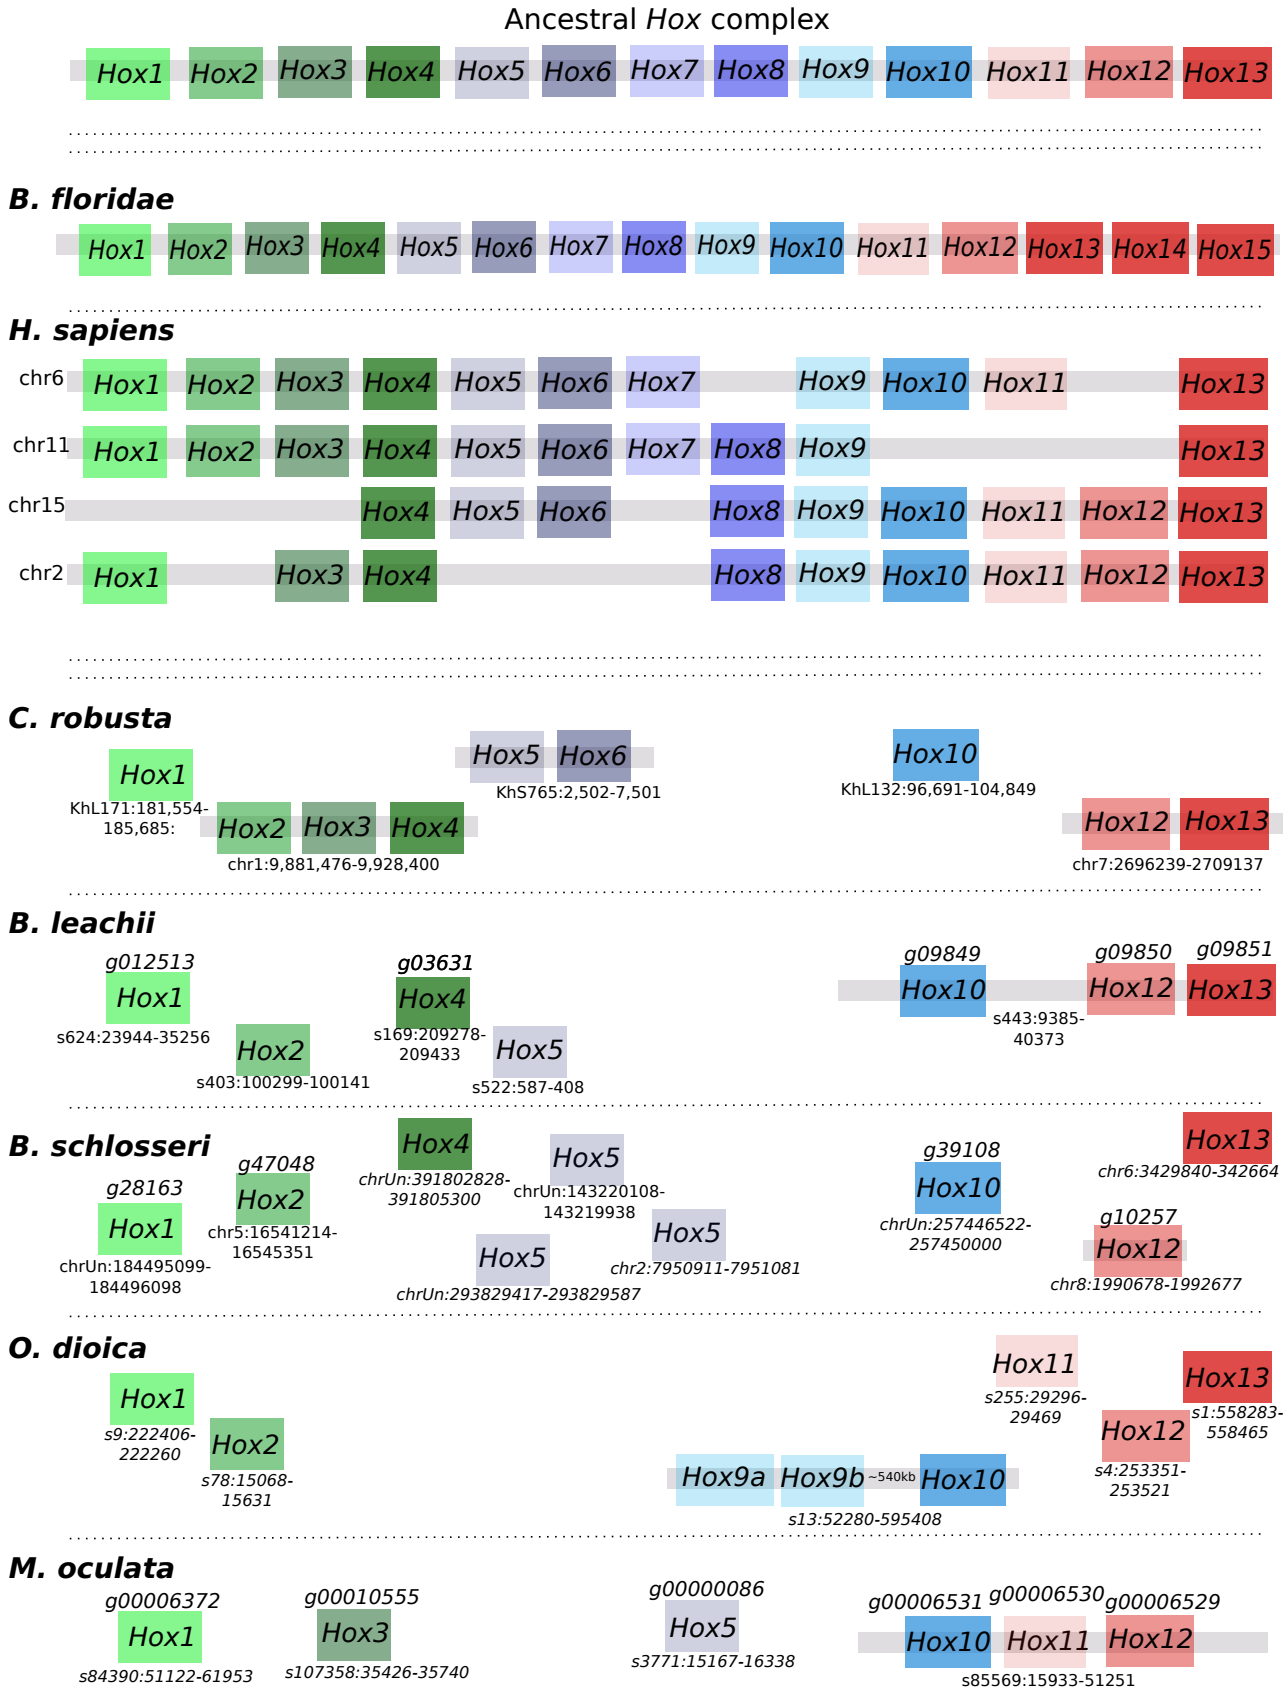 Ancestral Hox complex
Hox1 Hox2 Hox3 Hox4 Hox5 Hox6 Hox7 Hox8 Hox9 Hox10 Hox11 Hox12 Hox13
B. floridae
Hox1 Hox2 Hox3 Hox4 Hox5 Hox6 Hox7 Hox8 Hox9 Hox10 Hox11 Hox12 Hox13 Hox14 Hox15
H. sapiens
chr6 Hox1 Hox2 Hox3 Hox4 Hox5 Hox6 Hox7 Hox9 Hox10 Hox11 Hox13
chr11 Hox1 Hox2 Hox3 Hox4 Hox5 Hox6 Hox7 Hox8 Hox9 Hox13
chr15 Hox4 Hox5 Hox6 Hox8 Hox9 Hox10 Hox11 Hox12 Hox13
chr2 Hox1 Hox3 Hox4 Hox8 Hox9 Hox10 Hox11 Hox12 Hox13
C. robusta
Hox1
KhL171:181,554-
185,685:
Hox2 Hox3 Hox4
chr1:9,881,476-9,928,400
Hox5 Hox6
KhS765:2,502-7,501
Hox10
KhL132:96,691-104,849
Hox12 Hox13
chr7:2696239-2709137
B. leachii
g012513
Hox1
s624:23944-35256
Hox2
s403:100299-100141
g03631
Hox4
s169:209278-
209433
Hox5
s522:587-408
g09849 g09850 g09851
Hox10 Hox12 Hox13
s443:9385-
40373
B. schlosseri
g28163
Hox1
chrUn:184495099-
184496098
g47048
Hox2
chr5:16541214-
16545351
Hox4
chrUn:391802828-
391805300
Hox5
chrUn:293829417-293829587
Hox5
chrUn:143220108-
143219938
Hox5
chr2:7950911-7951081
g39108
Hox10
chrUn:257446522-
257450000
g10257
Hox12
chr8:1990678-1992677
Hox13
chr6:3429840-342664
O. dioica
Hox1
s9:222406-
222260
Hox2
s78:15068-
15631
Hox9a Hox9b ~540kb Hox10
s13:52280-595408
Hox11
s255:29296-
29469
Hox12
s4:253351-
253521
Hox13
s1:558283-
558465
M. oculata
g00006372
Hox1
s84390:51122-61953
g00010555
Hox3
s107358:35426-35740
g00000086
Hox5
s3771:15167-16338
g00006531 g00006530 g00006529
Hox10 Hox11 Hox12
s85569:15933-51251